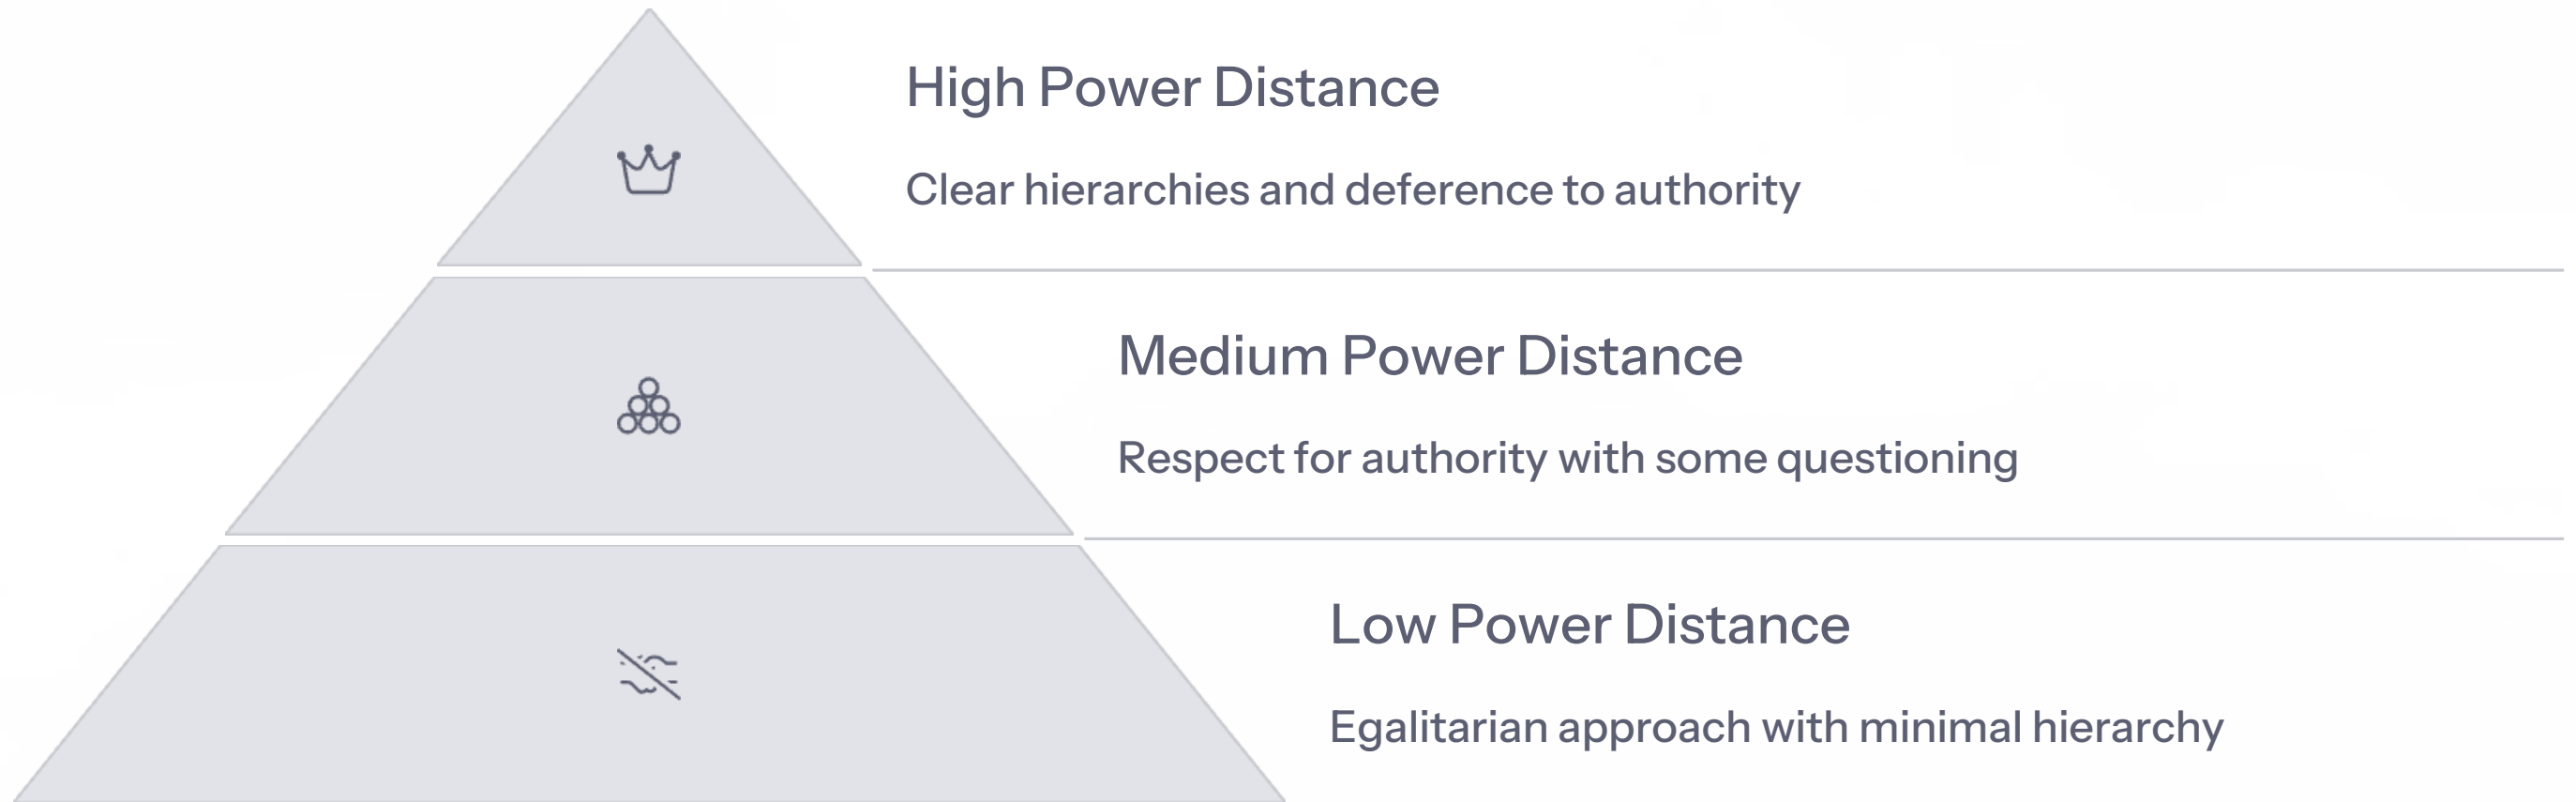 High Power Distance
Clear hierarchies and deference to authority
Medium Power Distance
Respect for authority with some questioning
Low Power Distance
Egalitarian approach with minimal hierarchy